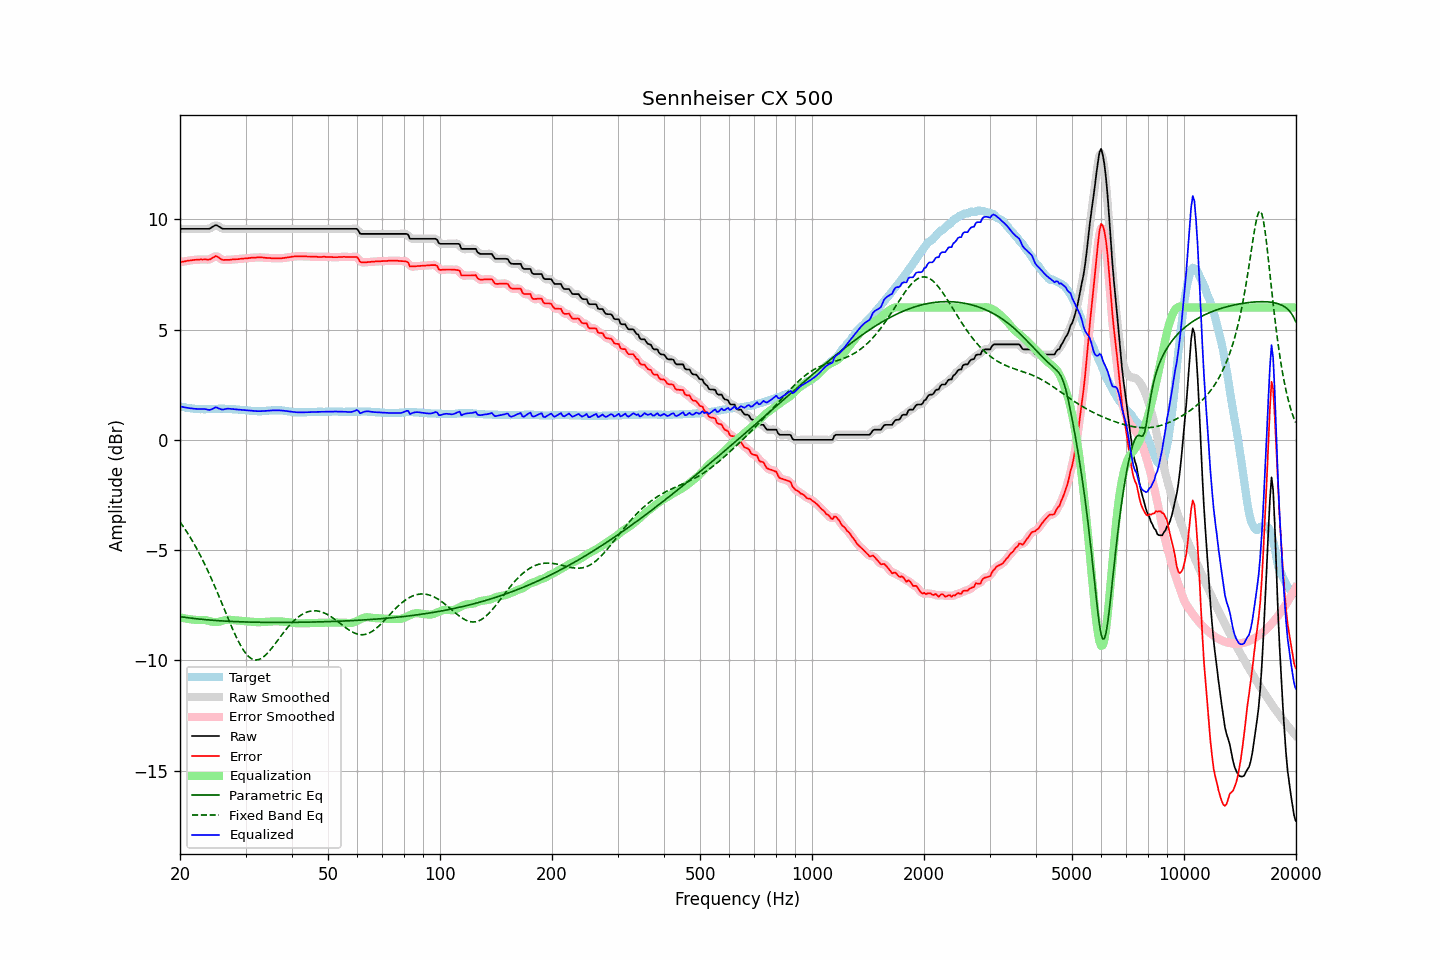 Sennheiser CX 500
Amplitude (dBr)
10
5
0
−5
−10
−15
Target
Raw Smoothed
Error Smoothed
Raw
Error
Equalization
Parametric Eq
Fixed Band Eq
Equalized
20 50 100 200 500 1000 2000 5000 10000 20000
Frequency (Hz)